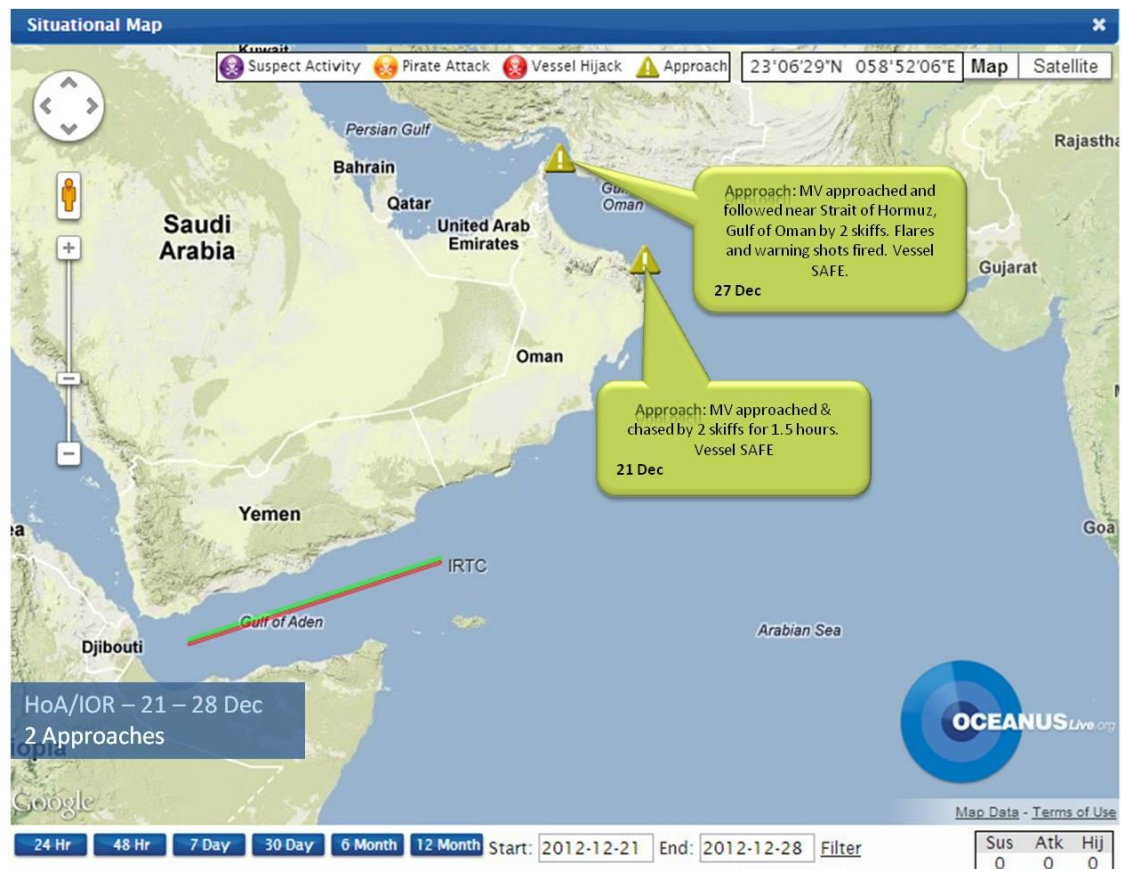 Situational Map
Kuwait
Suspect Activity Pirate Attack Vessel Hijack Approach 23°06'29"N 058°52'06"E Map Satellite
Persian Gulf
Rajastha
Bahrain
Qatar
Oman
United Arab
Emirates
Saudi
Arabia
Approach: MV approached and
followed near Strait of Hormuz,
Gulf of Oman by 2 skiffs. Flares
and warning shots fired. Vessel
SAFE.
27 Dec
Gujarat
Oman
Approach: MV approached &
chased by 2 skiffs for 1.5 hours.
Vessel SAFE
21 Dec
Yemen
Goa
IRTC
Gulf of Aden
Arabian Sea
Djibouti
HoA/IOR – 21 – 28 Dec
2 Approaches
OCEANUSLive.org
Google
Map Data - Terms of Use
24 Hr 48 Hr 7 Day 30 Day 6 Month 12 Month Start: 2012-12-21 End: 2012-12-28 Filter
Sus Atk Hij
0 0 0